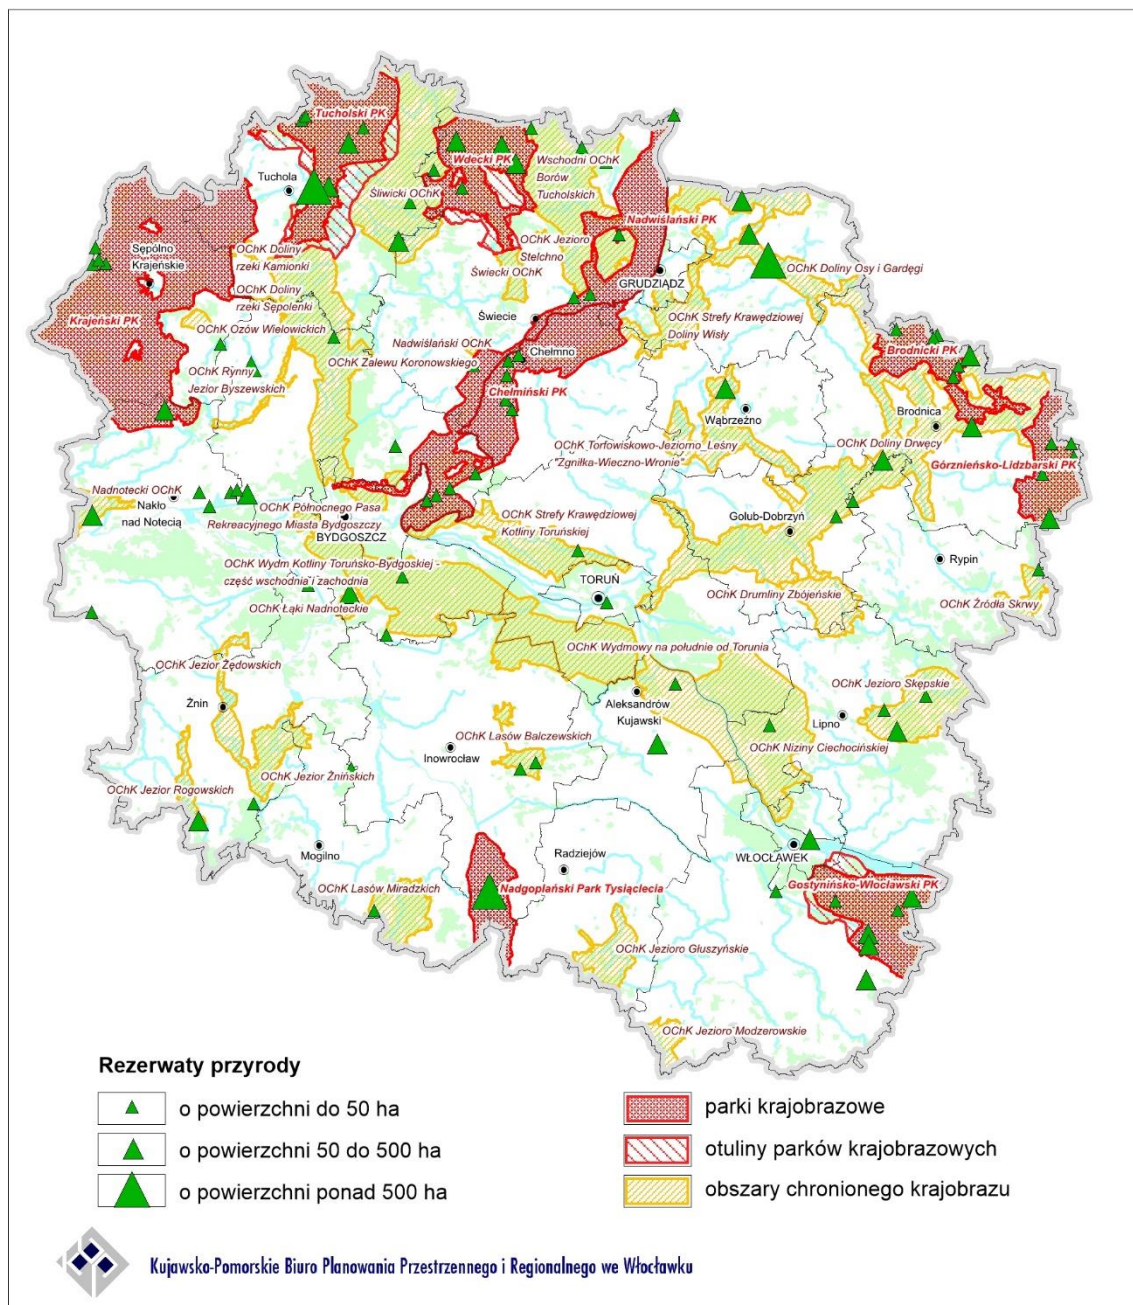 Tucholski PK
Wdecki PK
Wschodni OChK
Borów
Tucholskich
Tuchola
Śliwicki OChK
Nadwiślański PK
OChK Jezioro
Stelchno
Sępólno
Krajeńskie
OChK Doliny
rzeki Kamionki
Świecki OChK
OChK Doliny Osy i Gardęgi
GRUDZIĄDZ
OChK Doliny
rzeki Sępolenki
Krajeński PK
OChK Ozów Wielowickich
Świecie
OChK Strefy Krawędziowej
Doliny Wisły
Nadwiślański OChK
Chełmno
Brodnicki PK
OChK Zalewu Koronowskiego
OChK Rynny
Jezior Byszewskich
Chełmiński PK
Wąbrzeźno
Brodnica
OChK Torfowiskowo-Jeziorno_Leśny
"Zgniłka-Wieczno-Wronie"
OChK Doliny Drwęcy
Górznieńsko-Lidzbarski PK
Nadnotecki OChK
Nakło
nad Notecią
OChK Północnego Pasa
Rekreacyjnego Miasta Bydgoszczy
BYDGOSZCZ
OChK Strefy Krawędziowej
Kotliny Toruńskiej
Golub-Dobrzyń
Rypin
OChK Wydm Kotliny Toruńsko-Bydgoskiej -
część wschodnia i zachodnia
TORUŃ
OChK Łąki Nadnoteckie
OChK Drumliny Zbójeńskie
OChK Źródła Skrwy
OChK Wydmowy na południe od Torunia
OChK Jezior Żędowskich
OChK Jezioro Skępskie
Żnin
Aleksandrów
Kujawski
Lipno
OChK Lasów Balczewskich
Inowrocław
OChK Niziny Ciechocińskiej
OChK Jezior Żnińskich
OChK Jezior Rogowskich
Mogilno
Radziejów
WŁOCŁAWEK
OChK Lasów Miradzkich
Nadgoplański Park Tysiąclecia
Gostynińsko-Włocławski PK
OChK Jezioro Głuszyńskie
OChK Jezioro Modzerowskie
Rezerwaty przyrody
o powierzchni do 50 ha
o powierzchni 50 do 500 ha
o powierzchni ponad 500 ha
parki krajobrazowe
otuliny parków krajobrazowych
obszary chronionego krajobrazu
Kujawsko-Pomorskie Biuro Planowania Przestrzennego i Regionalnego we Włocławku